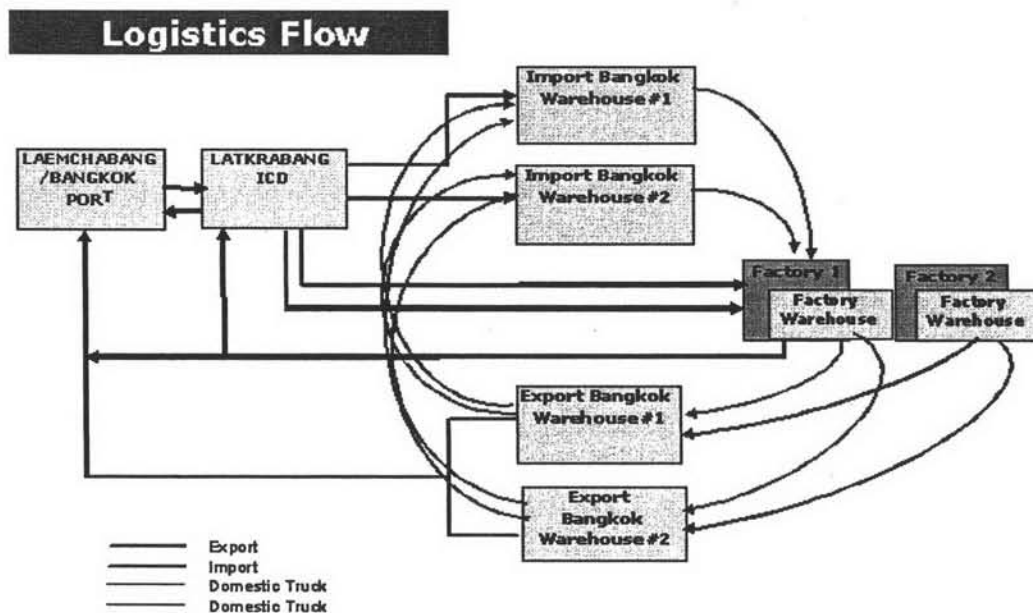 Logistics Flow
Import Bangkok
Warehouse #1
LAEMCHABANG
/BANGKOK
PORT
LATKRABANG
ICD
Import Bangkok
Warehouse #2
Factory 1
Factory
Warehouse
Factory 2
Factory
Warehouse
Export Bangkok
Warehouse #1
Export
Bangkok
Warehouse #2
Export
Import
Domestic Truck
Domestic Truck